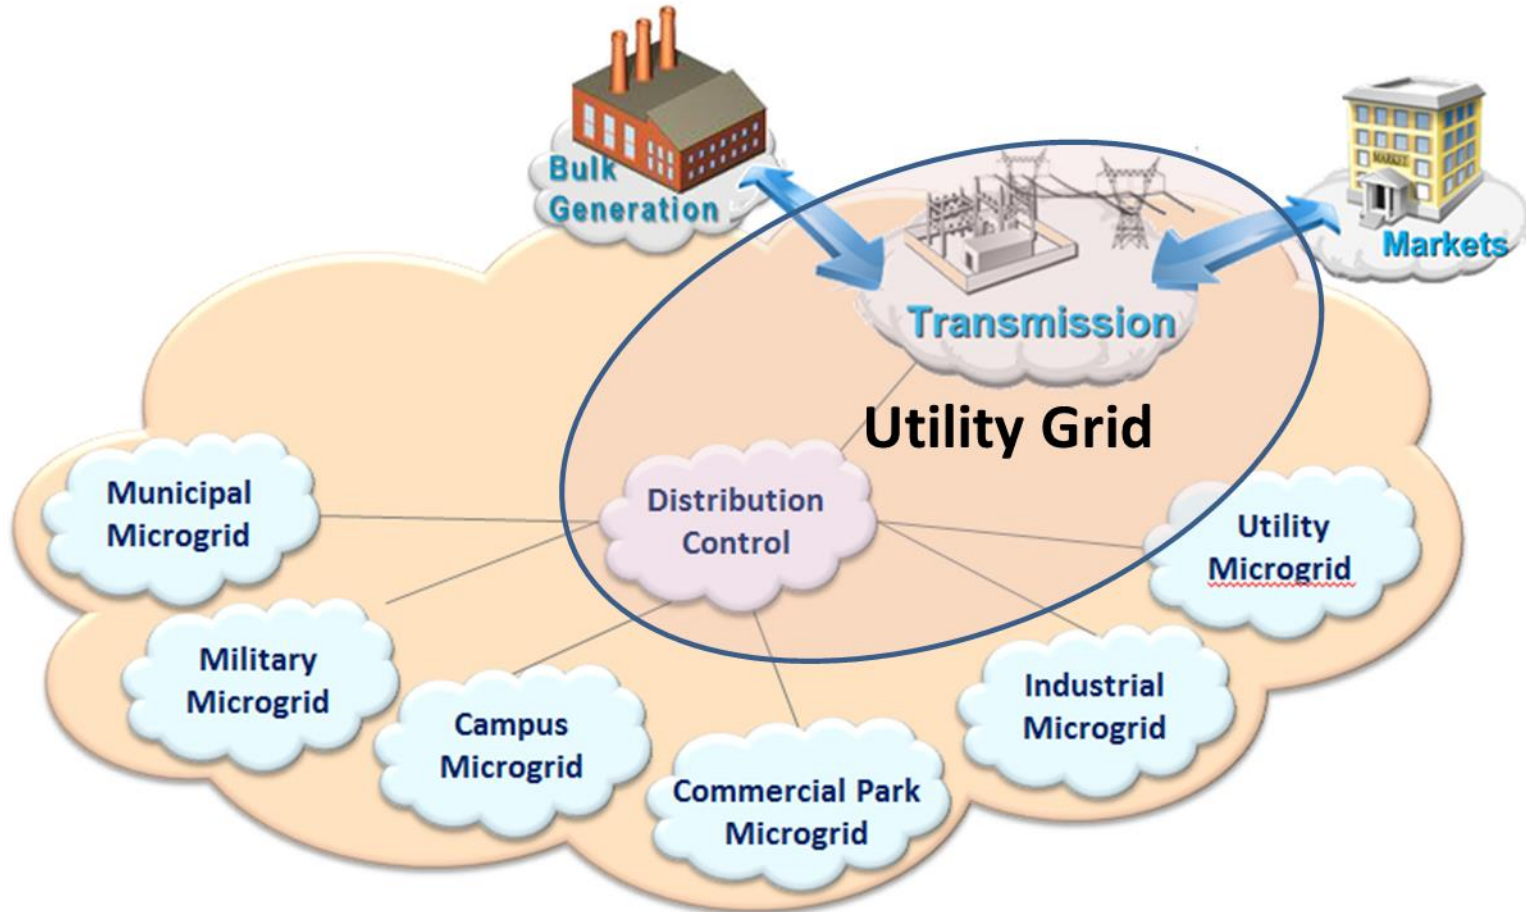 Bulk
Generation
MARKET
Markets
Transmission
Utility Grid
Distribution
Control
Municipal
Microgrid
Utility
Microgrid
Military
Microgrid
Campus
Microgrid
Industrial
Microgrid
Commercial Park
Microgrid